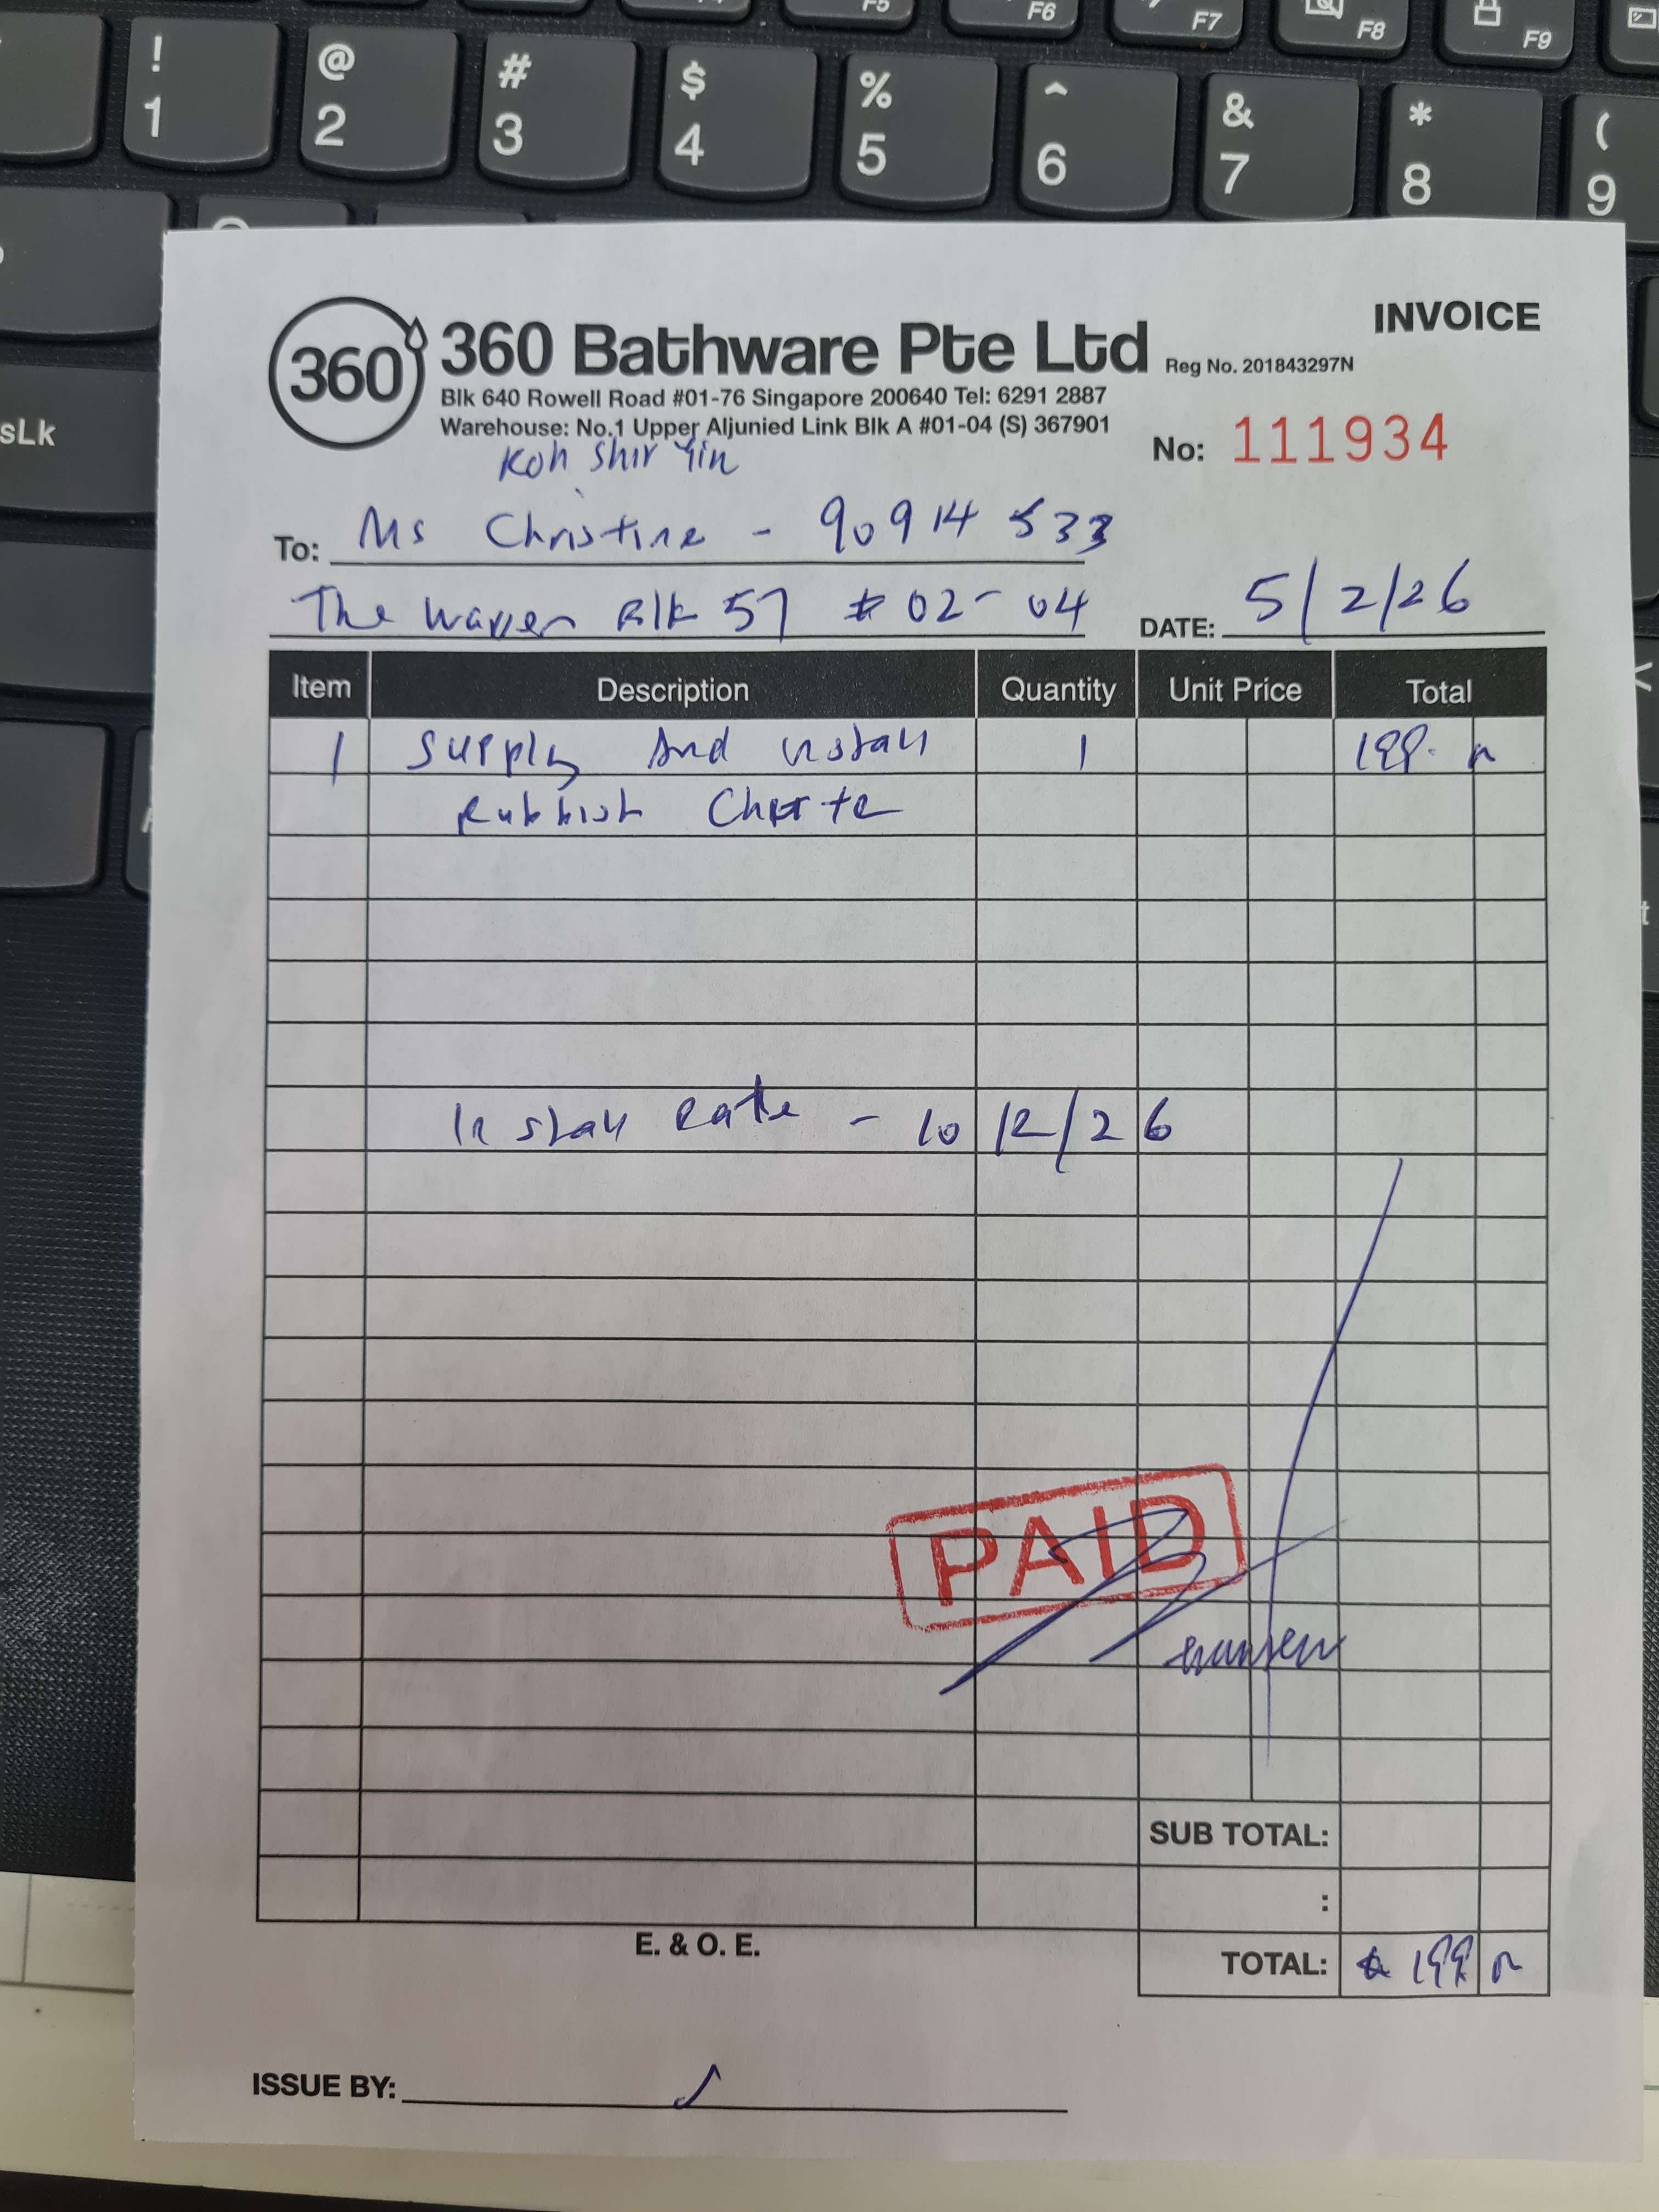 F5 F6 F7 F8 F9
! @ # $ % ^ & * (
1 2 3 4 5 6 7 8 9
sLk
INVOICE
360 360 Bathware Pte Ltd Reg No. 201843297N
Blk 640 Rowell Road #01-76 Singapore 200640 Tel: 6291 2887
Warehouse: No.1 Upper Aljunied Link Blk A #01-04 (S) 367901
No: 111934
Koh Shir Yin
To: Ms Christine - 90914533
The Warren Blk 57 # 02-04 DATE: 5/2/26
Item Description Quantity Unit Price Total
1 Supply And install 1 199.
Rubbish
Install Date - 10/2/26
PAID
SUB TOTAL:
:
E. & O. E.
TOTAL: $ 199
ISSUE BY: